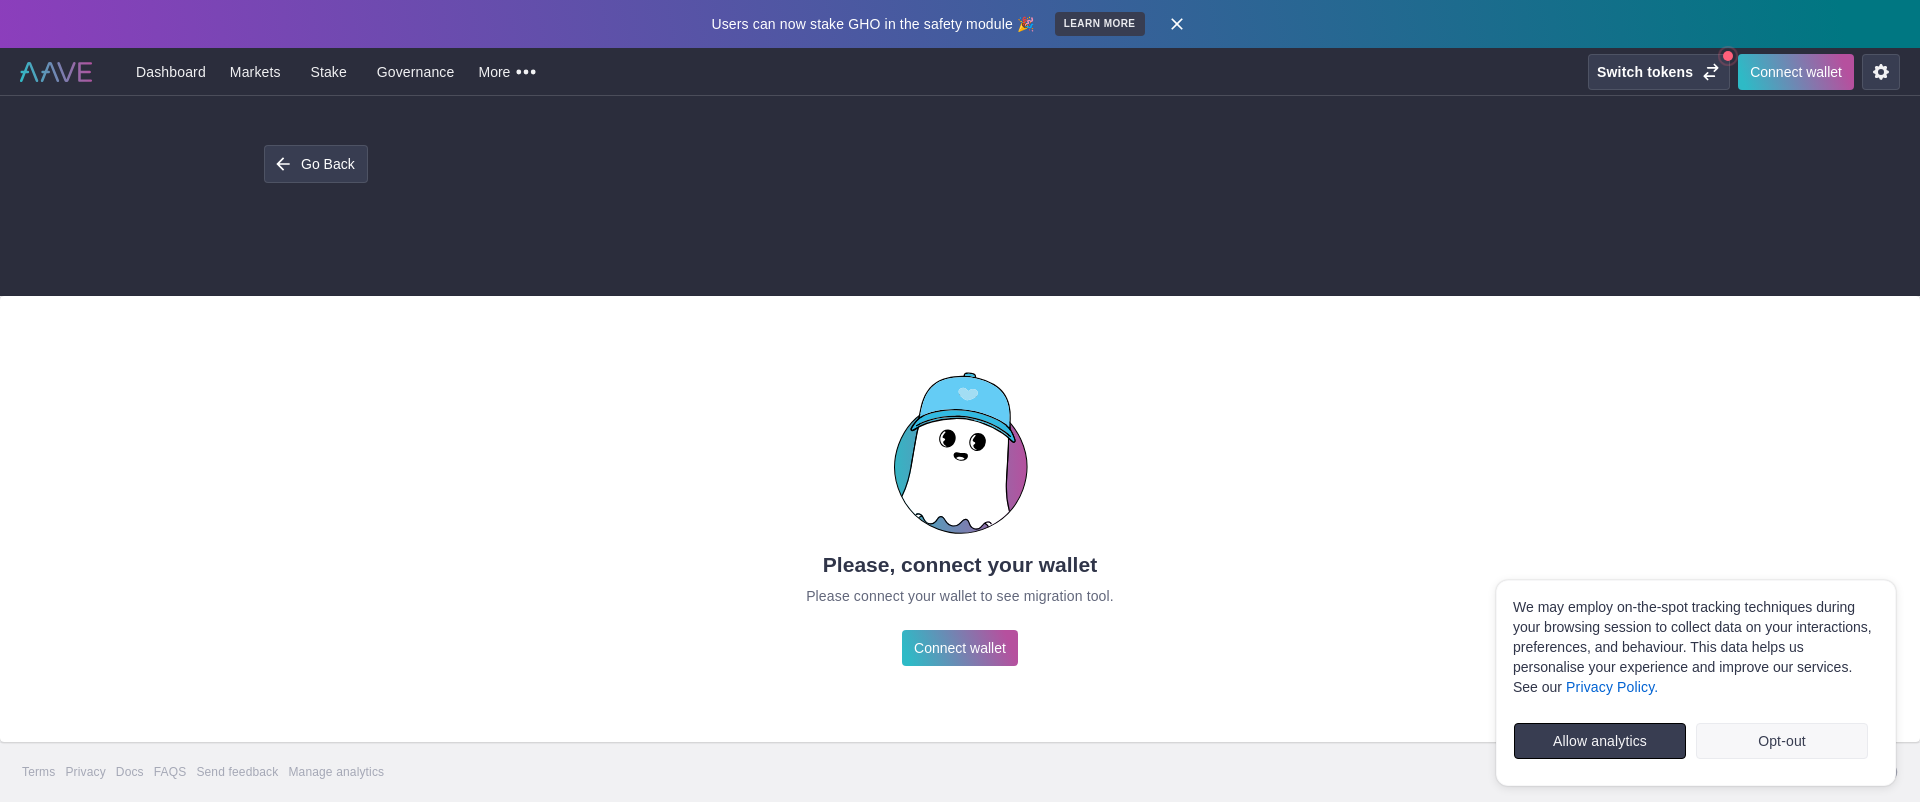 Users can now stake GHO in the safety module 🎉 LEARN MORE
AAVE Dashboard Markets Stake Governance More Switch tokens Connect wallet
Go Back
Please, connect your wallet
Please connect your wallet to see migration tool.
Connect wallet
We may employ on-the-spot tracking techniques during
your browsing session to collect data on your interactions,
preferences, and behaviour. This data helps us
personalise your experience and improve our services.
See our Privacy Policy.
Allow analytics Opt-out
Terms Privacy Docs FAQS Send feedback Manage analytics